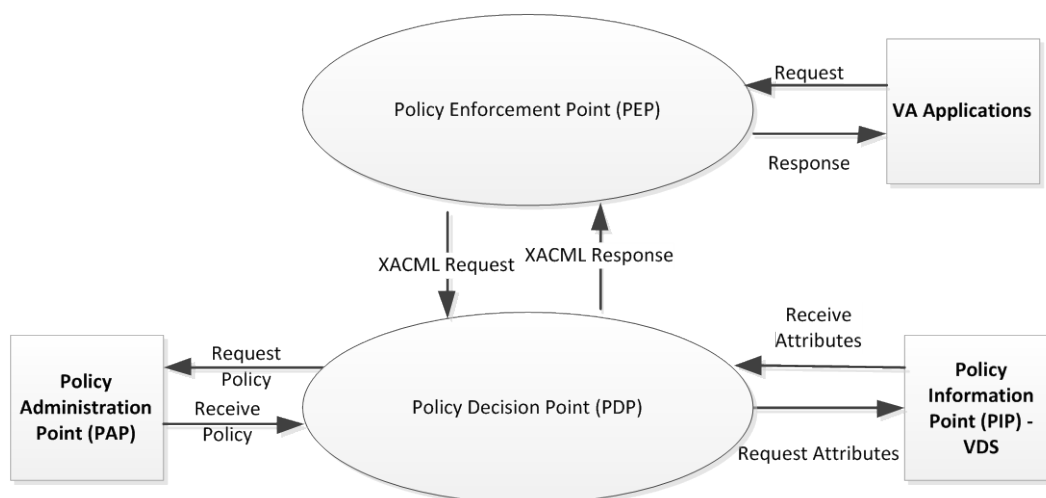 Request
Policy Enforcement Point (PEP)
VA Applications
Response
XACML Request
XACML Response
Receive
Attributes
Request
Policy
Policy
Administration
Point (PAP)
Receive
Policy
Policy Decision Point (PDP)
Policy
Information
Point (PIP) -
VDS
Request Attributes